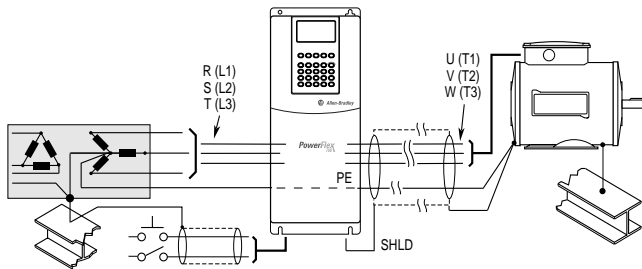 R (L1)
S (L2)
T (L3)
Allen-Bradley
U (T1)
V (T2)
W (T3)
PowerFlex
PE
SHLD